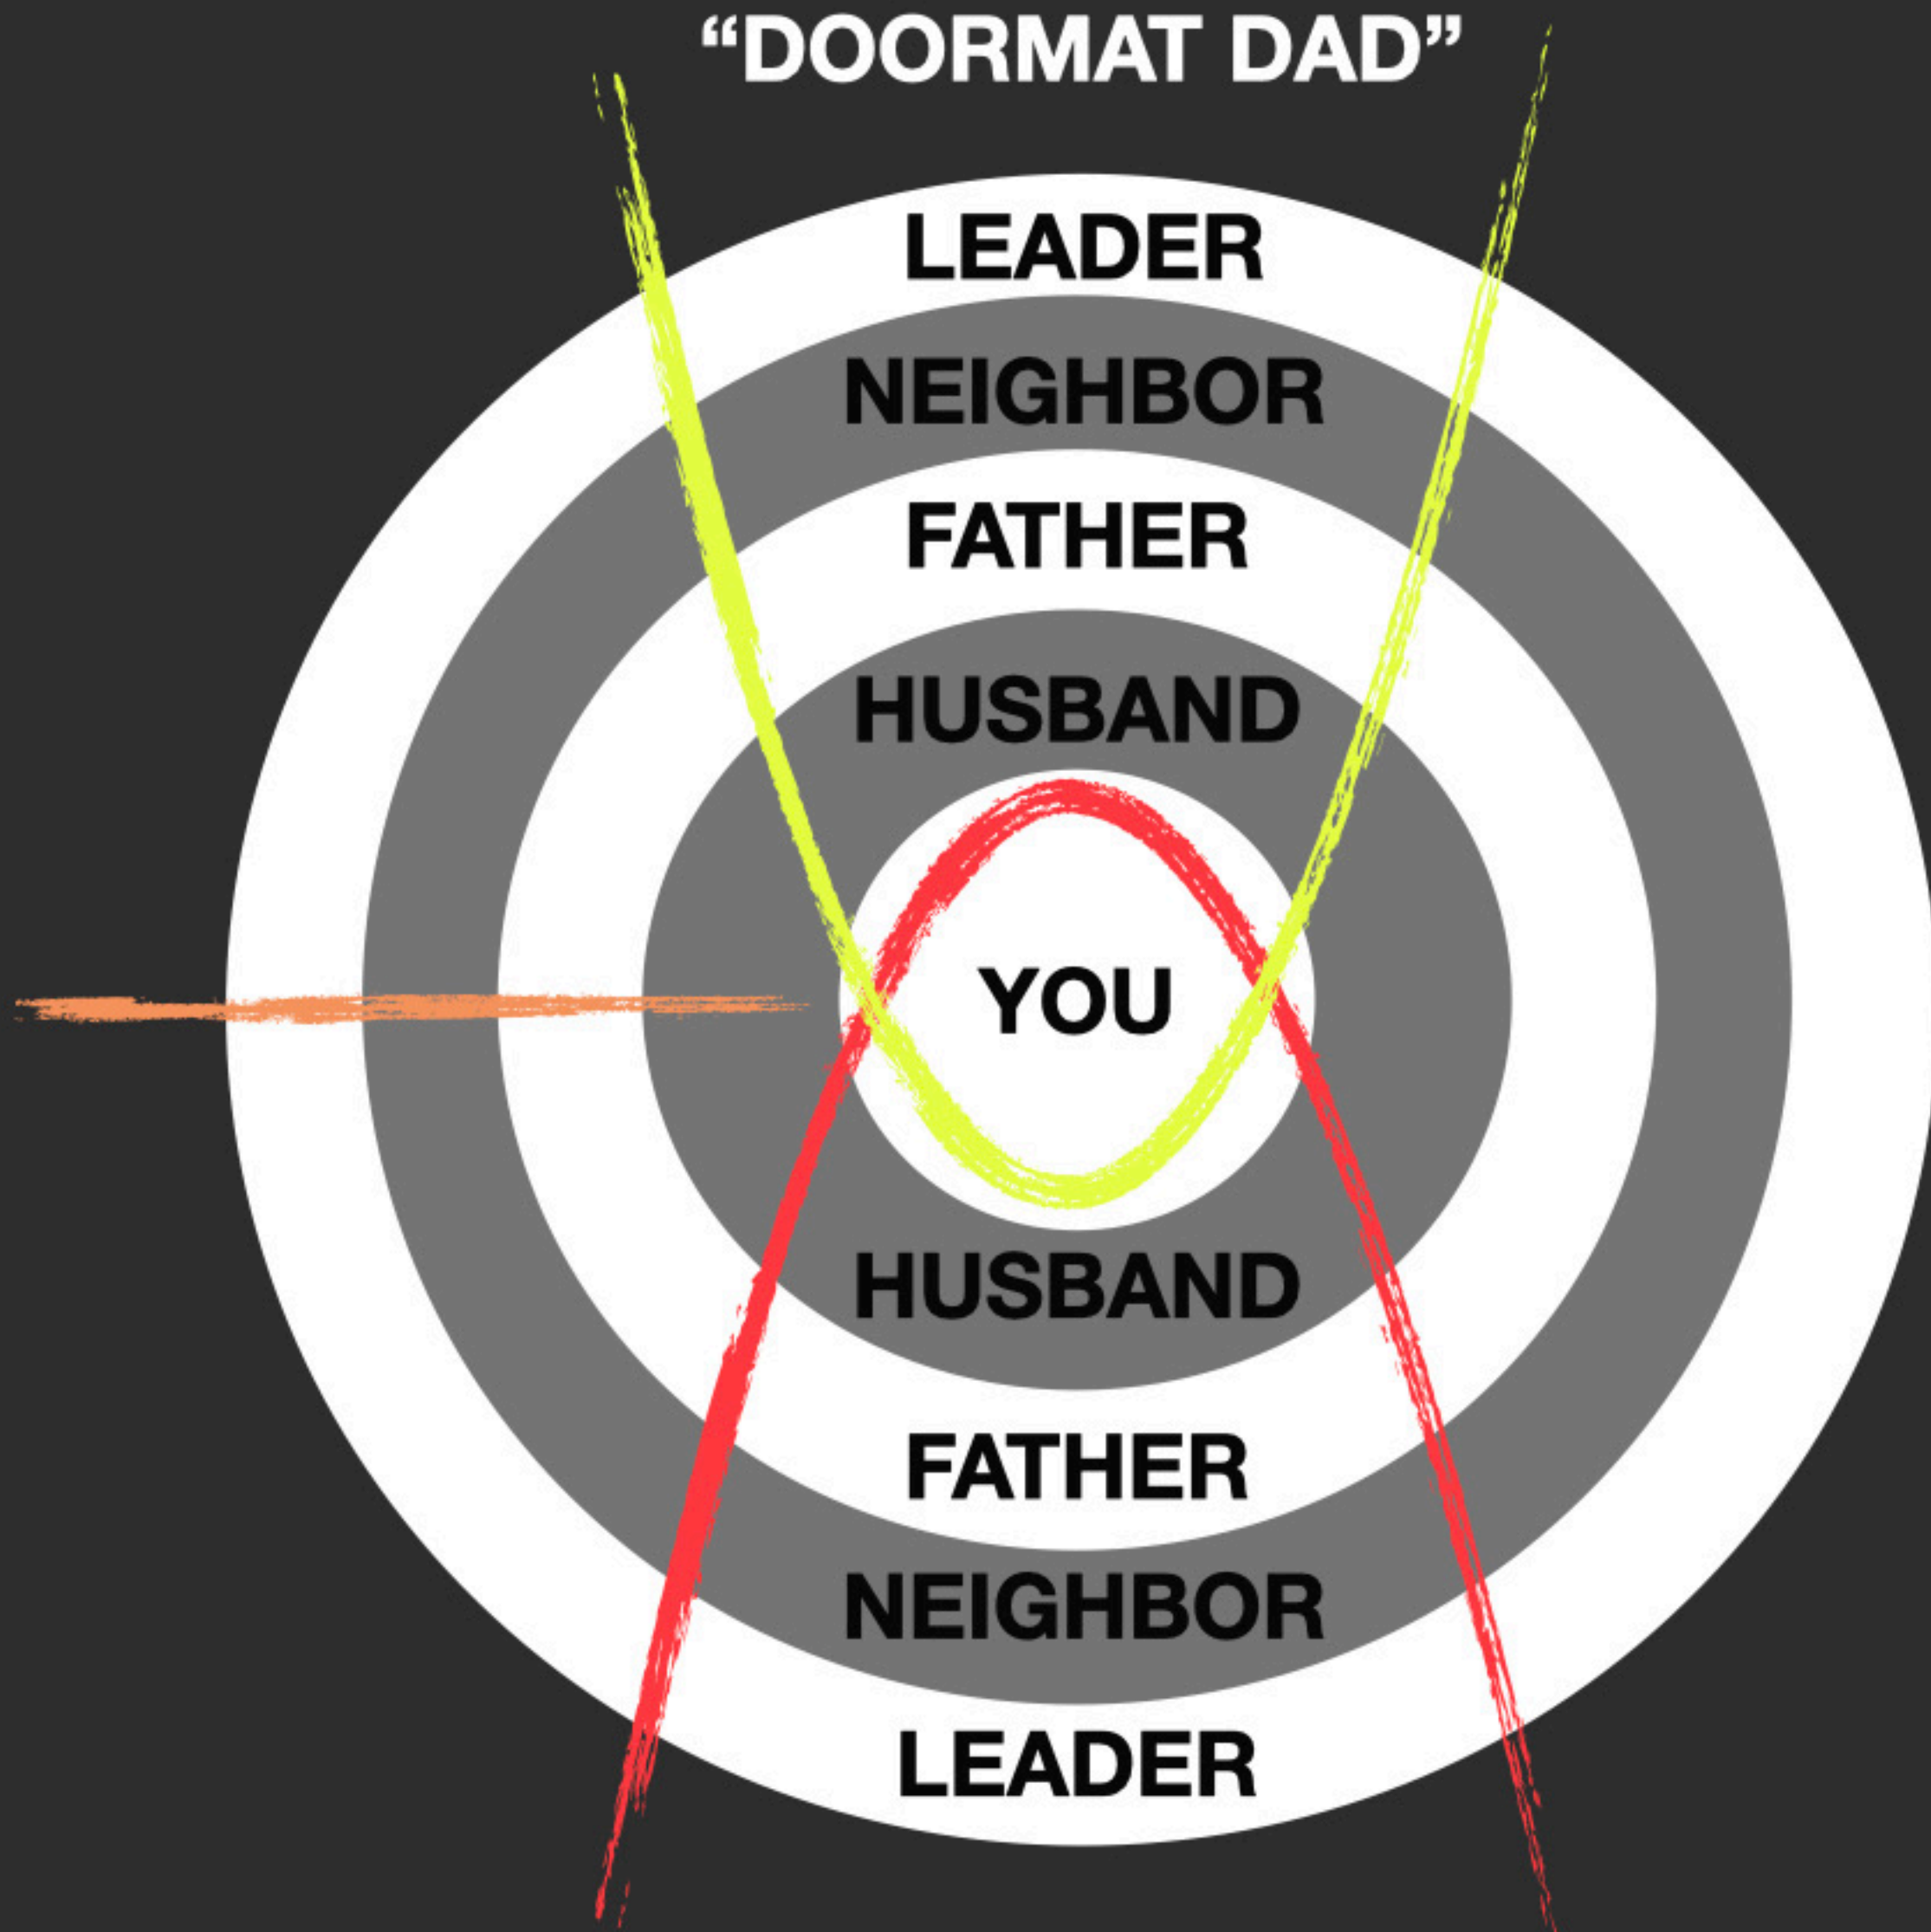 “DOORMAT DAD”
LEADER
NEIGHBOR
FATHER
HUSBAND
YOU
HUSBAND
FATHER
NEIGHBOR
LEADER